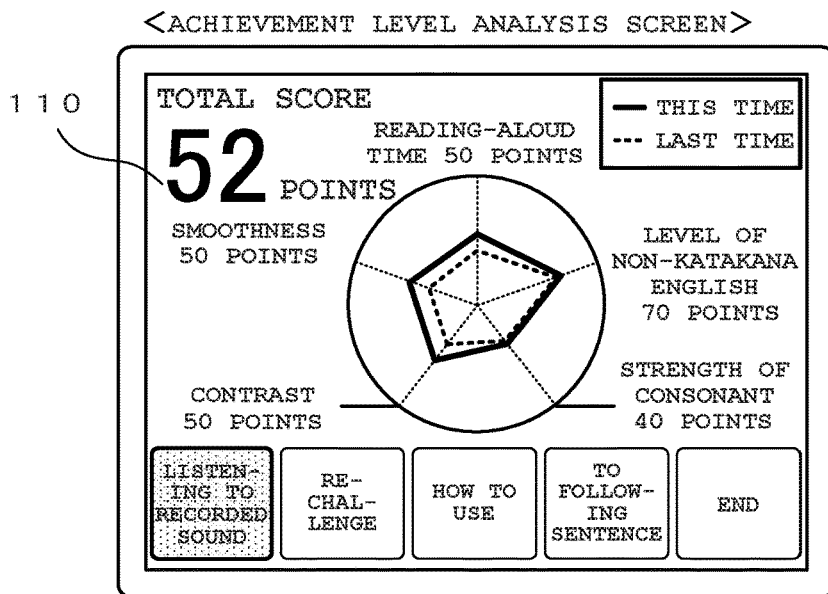 <ACHIEVEMENT LEVEL ANALYSIS SCREEN>
110
TOTAL SCORE
52 POINTS
THIS TIME
LAST TIME
READING-ALOUD
TIME 50 POINTS
SMOOTHNESS
50 POINTS
LEVEL OF
NON-KATAKANA
ENGLISH
70 POINTS
CONTRAST
50 POINTS
STRENGTH OF
CONSONANT
40 POINTS
LISTEN-
ING TO
RECORDED
SOUND
RE-
CHAL-
LENGE
HOW TO
USE
TO
FOLLOW-
ING
SENTENCE
END